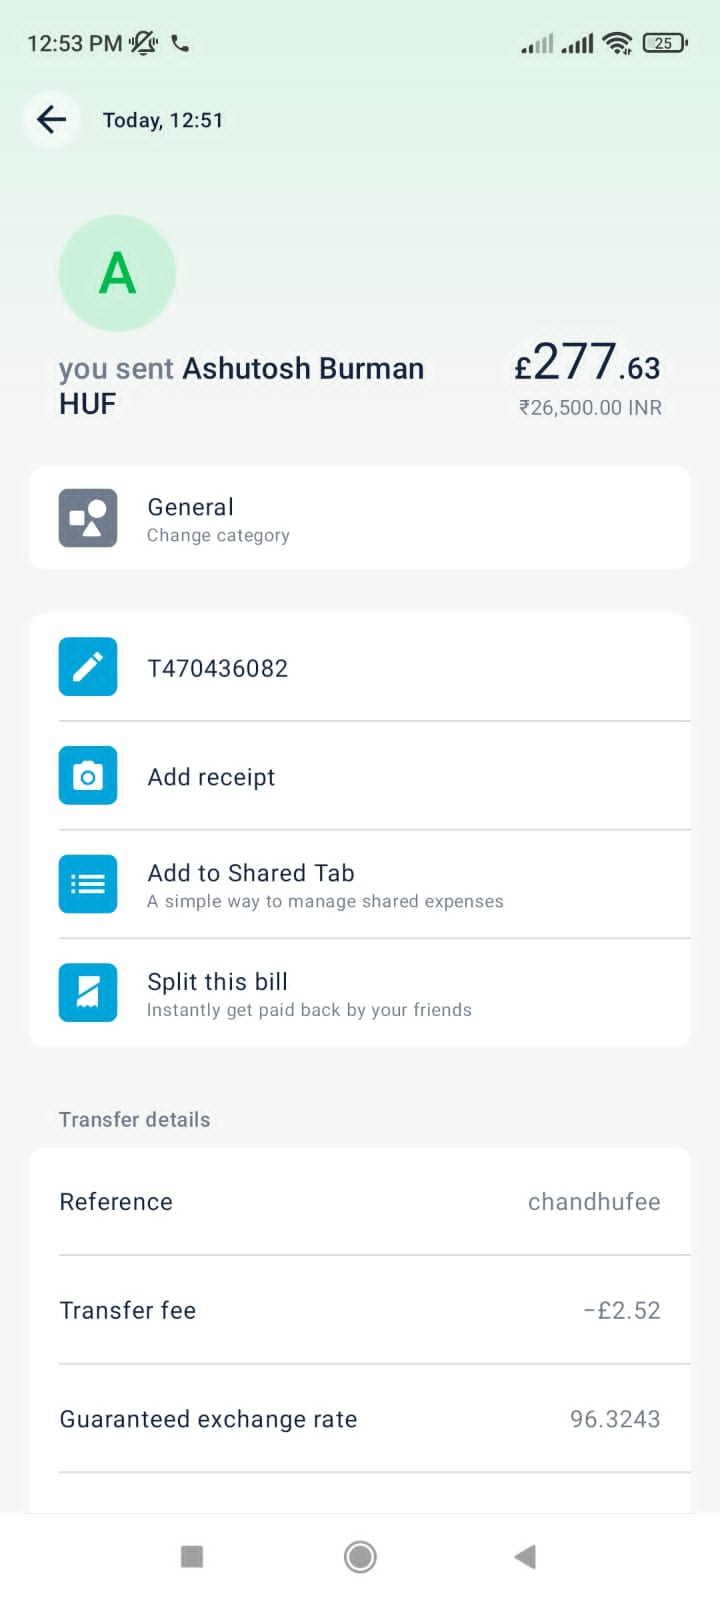 12:53 PM
25
Today, 12:51
A
you sent Ashutosh Burman
HUF
£277.63
₹26,500.00 INR
General
Change category
T470436082
Add receipt
Add to Shared Tab
A simple way to manage shared expenses
Split this bill
Instantly get paid back by your friends
Transfer details
Reference chandhufee
Transfer fee -£2.52
Guaranteed exchange rate 96.3243